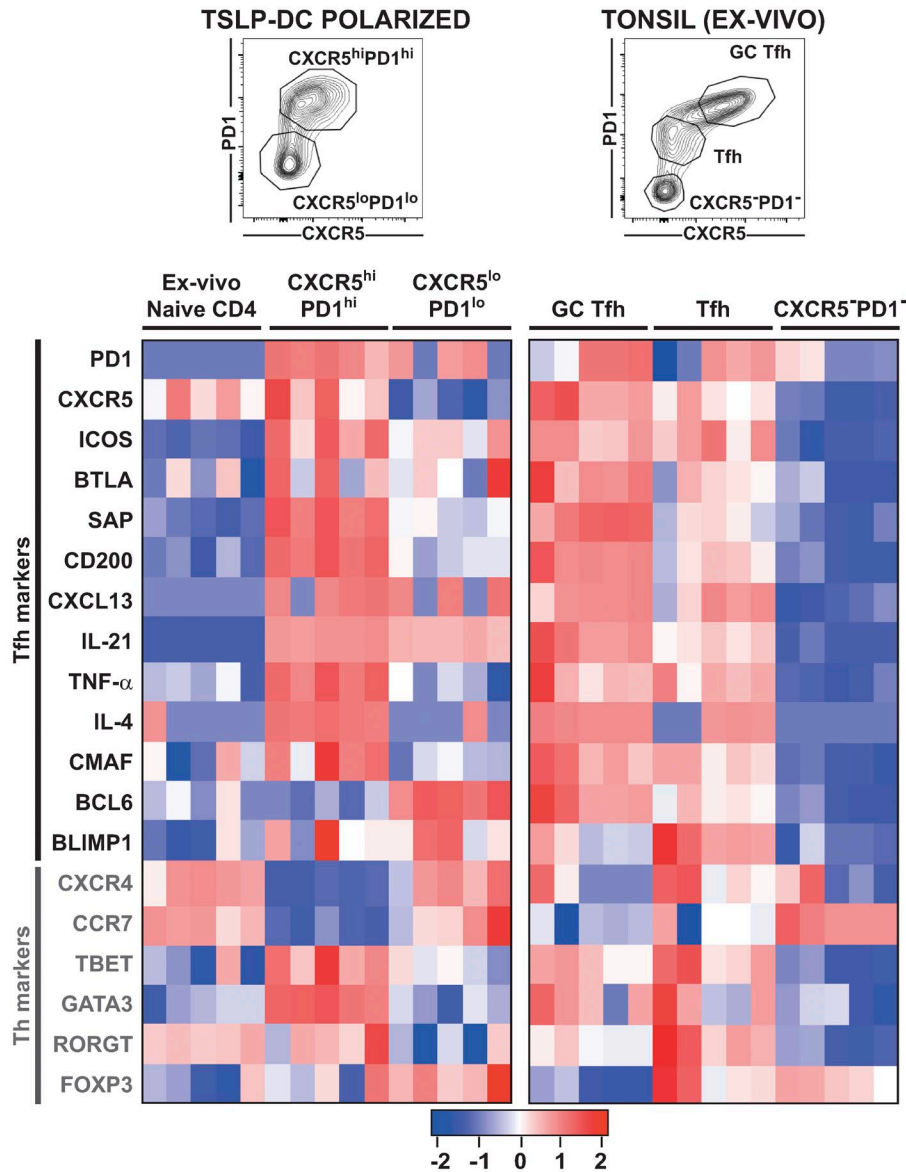 TSLP-DC POLARIZED
CXCR5hiPD1hi
PD1
CXCR5loPD1lo
CXCR5
TONSIL (EX-VIVO)
GC Tfh
PD1
Tfh
CXCR5-PD1-
CXCR5
Ex-vivo
Naive CD4
CXCR5hi
PD1hi
CXCR5lo
PD1lo
GC Tfh
Tfh
CXCR5-PD1-
Tfh markers
PD1
CXCR5
ICOS
BTLA
SAP
CD200
CXCL13
IL-21
TNF-α
IL-4
CMAF
BCL6
BLIMP1
Th markers
CXCR4
CCR7
TBET
GATA3
RORGT
FOXP3
-2 -1 0 1 2